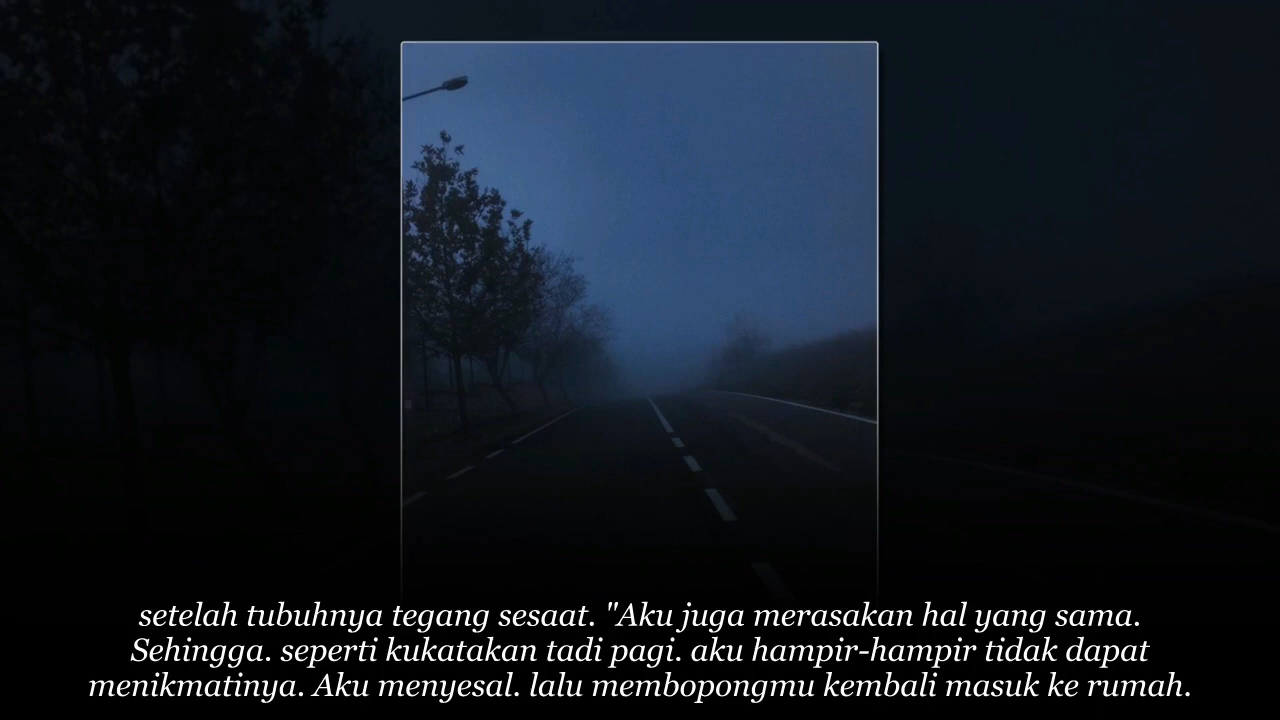 setelah tubuhnya tegang sesaat. "Aku juga merasakan hal yang sama.
Sehingga. seperti kukatakan tadi pagi. aku hampir-hampir tidak dapat
menikmatinya. Aku menyesal. lalu membopongmu kembali masuk ke rumah.